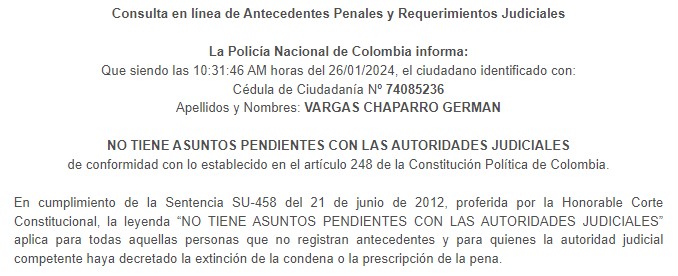 Consulta en línea de Antecedentes Penales y Requerimientos Judiciales
La Policía Nacional de Colombia informa:
Que siendo las 10:31:46 AM horas del 26/01/2024, el ciudadano identificado con:
Cédula de Ciudadanía Nº 74085236
Apellidos y Nombres: VARGAS CHAPARRO GERMAN
NO TIENE ASUNTOS PENDIENTES CON LAS AUTORIDADES JUDICIALES
de conformidad con lo establecido en el artículo 248 de la Constitución Política de Colombia.
En cumplimiento de la Sentencia SU-458 del 21 de junio de 2012, proferida por la Honorable Corte
Constitucional, la leyenda “NO TIENE ASUNTOS PENDIENTES CON LAS AUTORIDADES JUDICIALES”
aplica para todas aquellas personas que no registran antecedentes y para quienes la autoridad judicial
competente haya decretado la extinción de la condena o la prescripción de la pena.